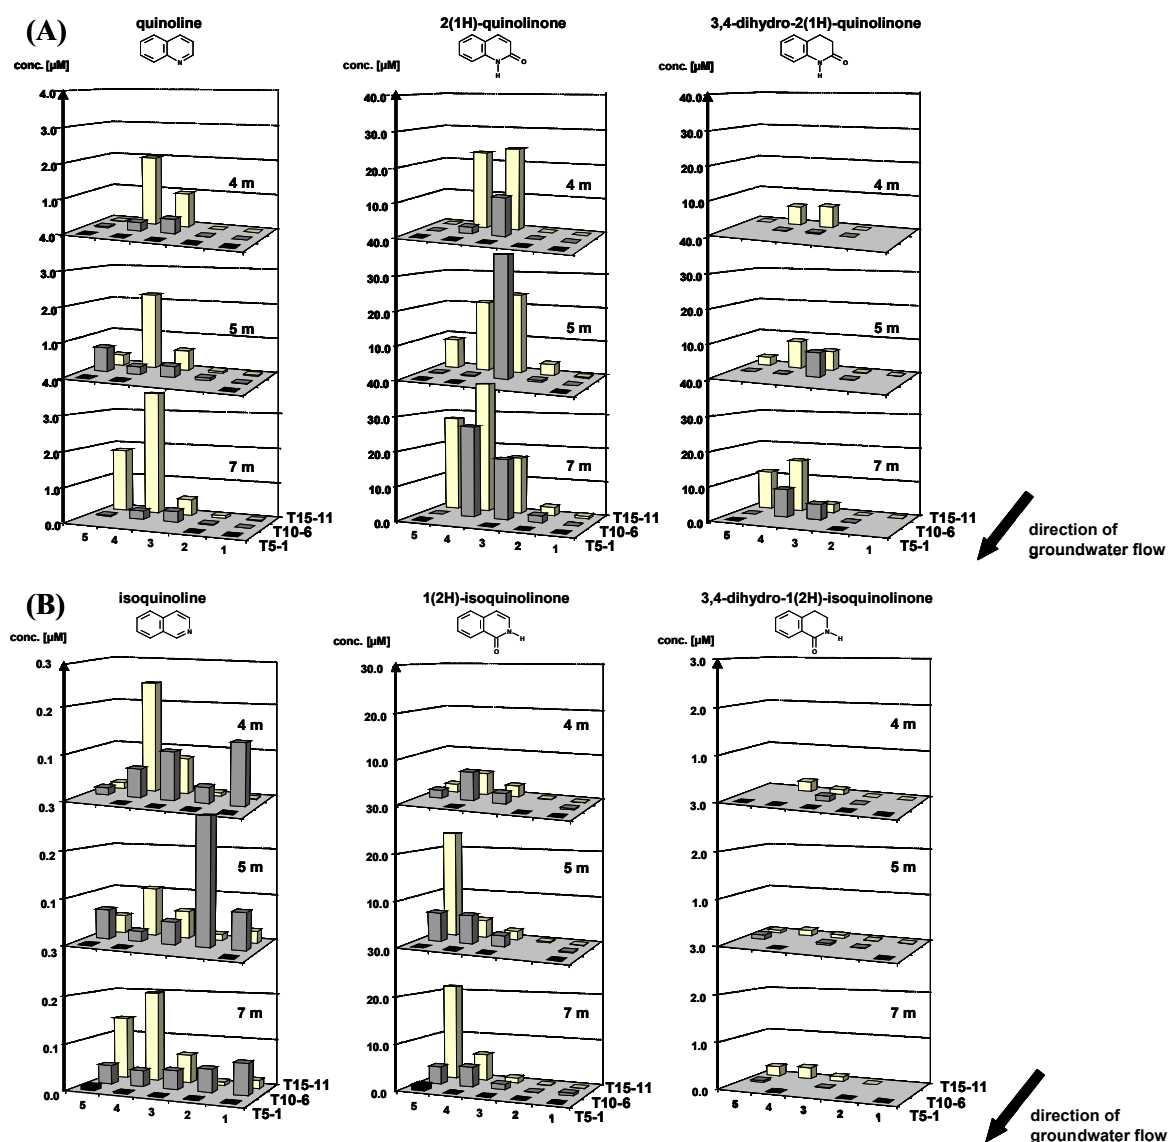 (A)
quinoline
2(1H)-quinolinone
3,4-dihydro-2(1H)-quinolinone
N
N
H
O
N
H
O
conc. [µM]
conc. [µM]
conc. [µM]
4.0
3.0
2.0
1.0
4 m
4.0
3.0
2.0
1.0
5 m
4.0
3.0
2.0
1.0
0.0
7 m
5
4
3
2
1
T15-11
T10-6
T5-1
40.0
30.0
20.0
10.0
4 m
40.0
30.0
20.0
10.0
5 m
40.0
30.0
20.0
10.0
0.0
7 m
5
4
3
2
1
T15-11
T10-6
T5-1
40.0
30.0
20.0
10.0
4 m
40.0
30.0
20.0
10.0
5 m
40.0
30.0
20.0
10.0
0.0
7 m
5
4
3
2
1
T15-11
T10-6
T5-1
direction of
groundwater flow
(B)
isoquinoline
1(2H)-isoquinolinone
3,4-dihydro-1(2H)-isoquinolinone
N
N
H
O
N
H
O
conc. [µM]
conc. [µM]
conc. [µM]
0.3
0.2
0.1
4 m
0.3
0.2
0.1
5 m
0.3
0.2
0.1
0.0
7 m
5
4
3
2
1
T15-11
T10-6
T5-1
30.0
20.0
10.0
4 m
30.0
20.0
10.0
5 m
30.0
20.0
10.0
0.0
7 m
5
4
3
2
1
T15-11
T10-6
T5-1
3.0
2.0
1.0
4 m
3.0
2.0
1.0
5 m
3.0
2.0
1.0
0.0
7 m
5
4
3
2
1
T15-11
T10-6
T5-1
direction of
groundwater flow